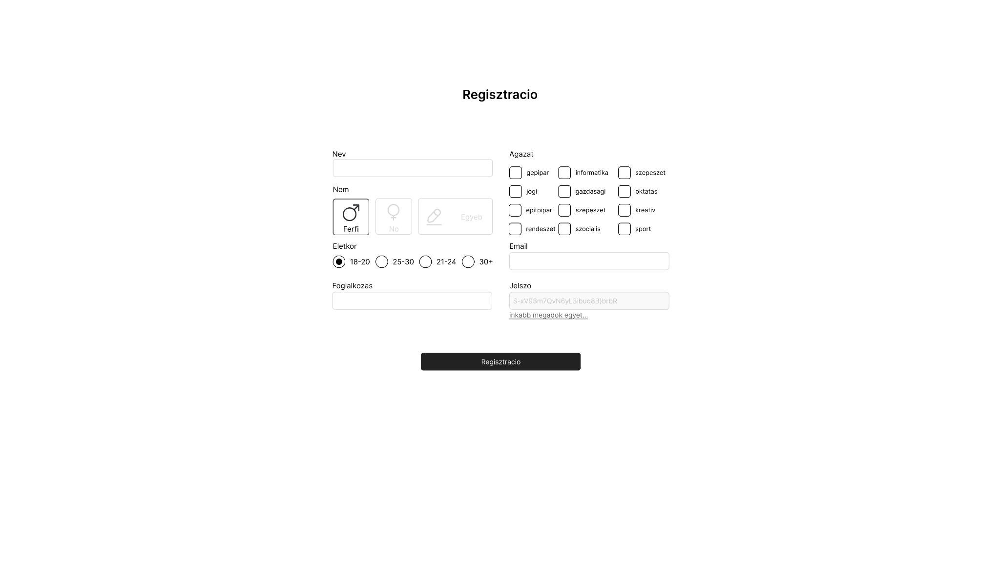 Regisztracio
Nev
Nem
Ferfi
No
Egyeb
Eletkor
18-20 25-30 21-24 30+
Foglalkozas
Agazat
gepipar informatika szepeszet
jogi gazdasagi oktatas
epitoipar szepeszet kreativ
rendeszet szocialis sport
Email
Jelszo
S-xV93m7QvN6yL3ibuq8B}brbR
inkabb megadok egyet...
Regisztracio